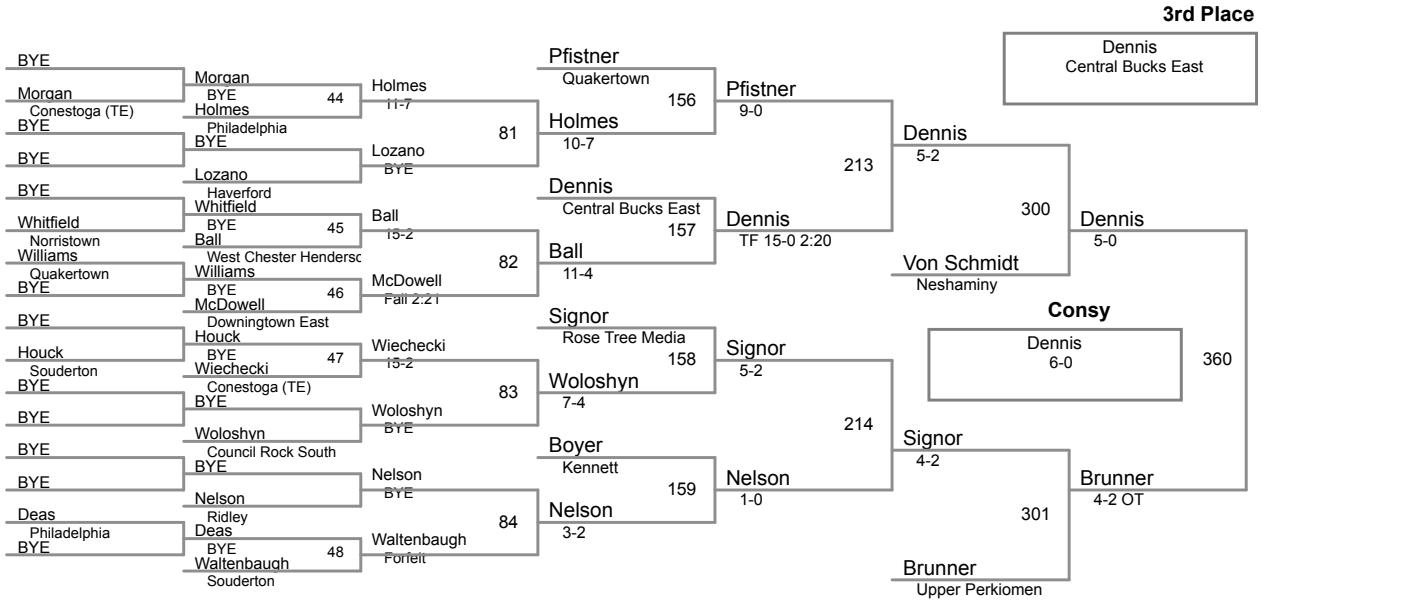 3rd Place
Dennis
Central Bucks East
BYE
Morgan
Conestoga (TE)
BYE
BYE
BYE
Whitfield
Norristown
Williams
Quakertown
BYE
BYE
Houck
Souderton
BYE
BYE
BYE
BYE
Deas
Philadelphia
BYE
Morgan
BYE
44
Holmes
Philadelphia
BYE
Lozano
Haverford
Whitfield
BYE
45
Ball
West Chester Hendersc
Williams
BYE
46
McDowell
Downingtown East
Houck
BYE
47
Wiechecki
Conestoga (TE)
BYE
Woloshyn
Council Rock South
BYE
Nelson
Ridley
Deas
BYE
48
Waltenbaugh
Souderton
Holmes
11-7
81
Lozano
BYE
Ball
15-2
82
McDowell
Fall 2:21
Wiechecki
15-2
83
Woloshyn
BYE
Nelson
BYE
84
Waltenbaugh
Forfeit
Pfistner
Quakertown
156
Holmes
10-7
Dennis
Central Bucks East
157
Ball
11-4
Signor
Rose Tree Media
158
Woloshyn
7-4
Boyer
Kennett
159
Nelson
3-2
Pfistner
9-0
213
Dennis
TF 15-0 2:20
Signor
5-2
214
Nelson
1-0
Dennis
5-2
300
Von Schmidt
Neshaminy
Signor
4-2
301
Brunner
Upper Perkiomen
Dennis
5-0
360
Brunner
4-2 OT
Consy
Dennis
6-0